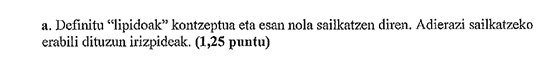 a. Definitu “lipidoak” kontzeptua eta esan nola sailkatzen diren. Adierazi sailkatzeko
erabili dituzun irizpideak. (1,25 puntu)